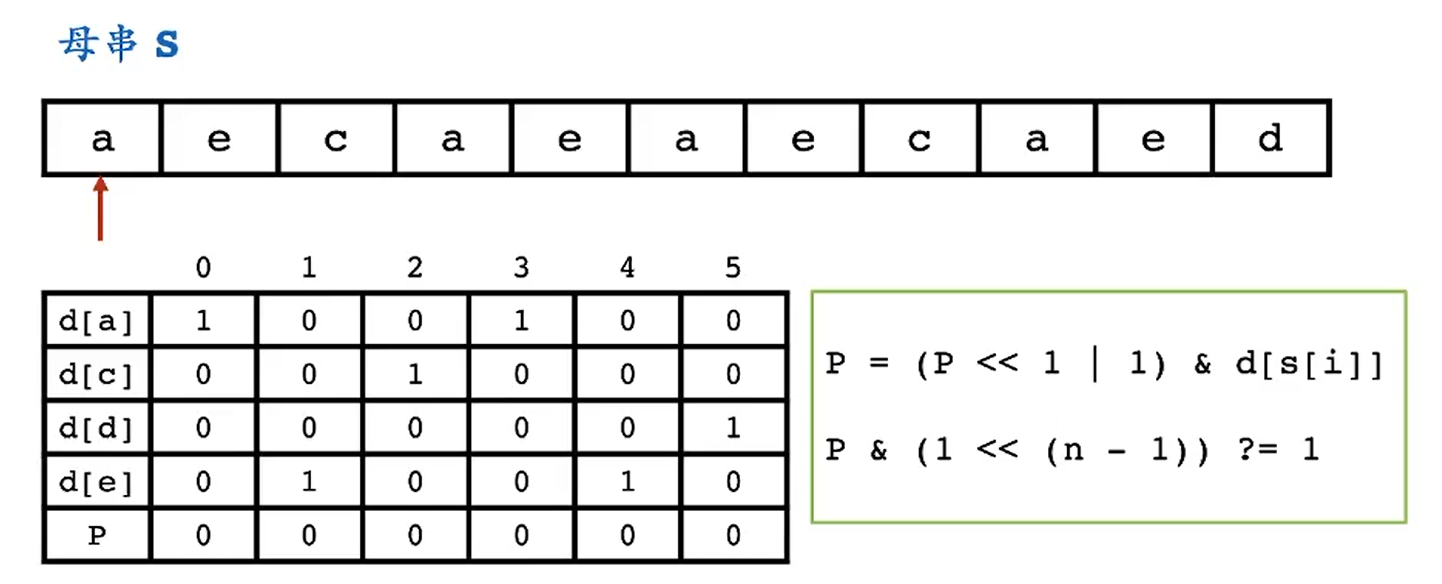 母串 S
a e c a e a e c a e d
0 1 2 3 4 5
d[a] 1 0 0 1 0 0
d[c] 0 0 1 0 0 0
d[d] 0 0 0 0 0 1
d[e] 0 1 0 0 1 0
P 0 0 0 0 0 0
P = (P << 1 | 1) & d[s[i]]
P & (1 << (n - 1)) ?= 1